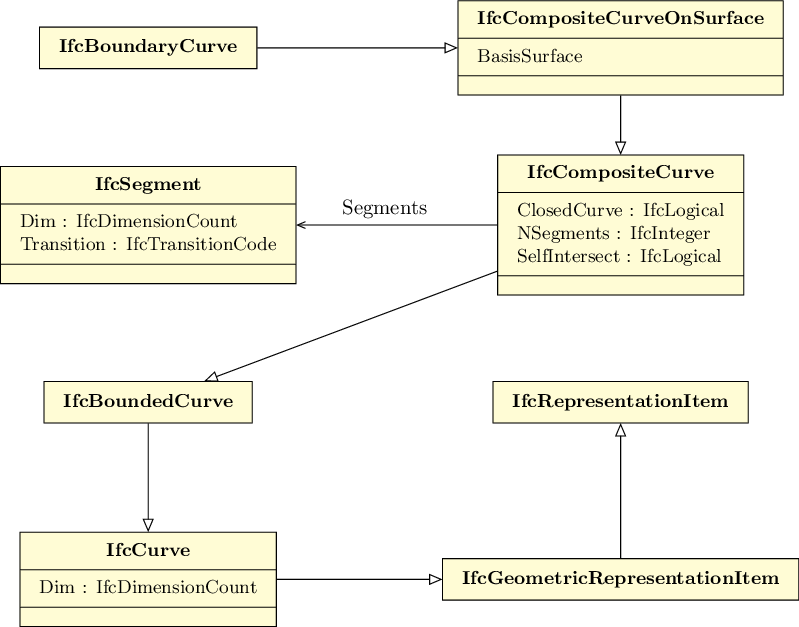 IfcBoundaryCurve
IfcCompositeCurveOnSurface
BasisSurface
IfcSegment
Dim : IfcDimensionCount
Transition : IfcTransitionCode
Segments
IfcCompositeCurve
ClosedCurve : IfcLogical
NSegments : IfcInteger
SelfIntersect : IfcLogical
IfcBoundedCurve
IfcRepresentationItem
IfcCurve
Dim : IfcDimensionCount
IfcGeometricRepresentationItem